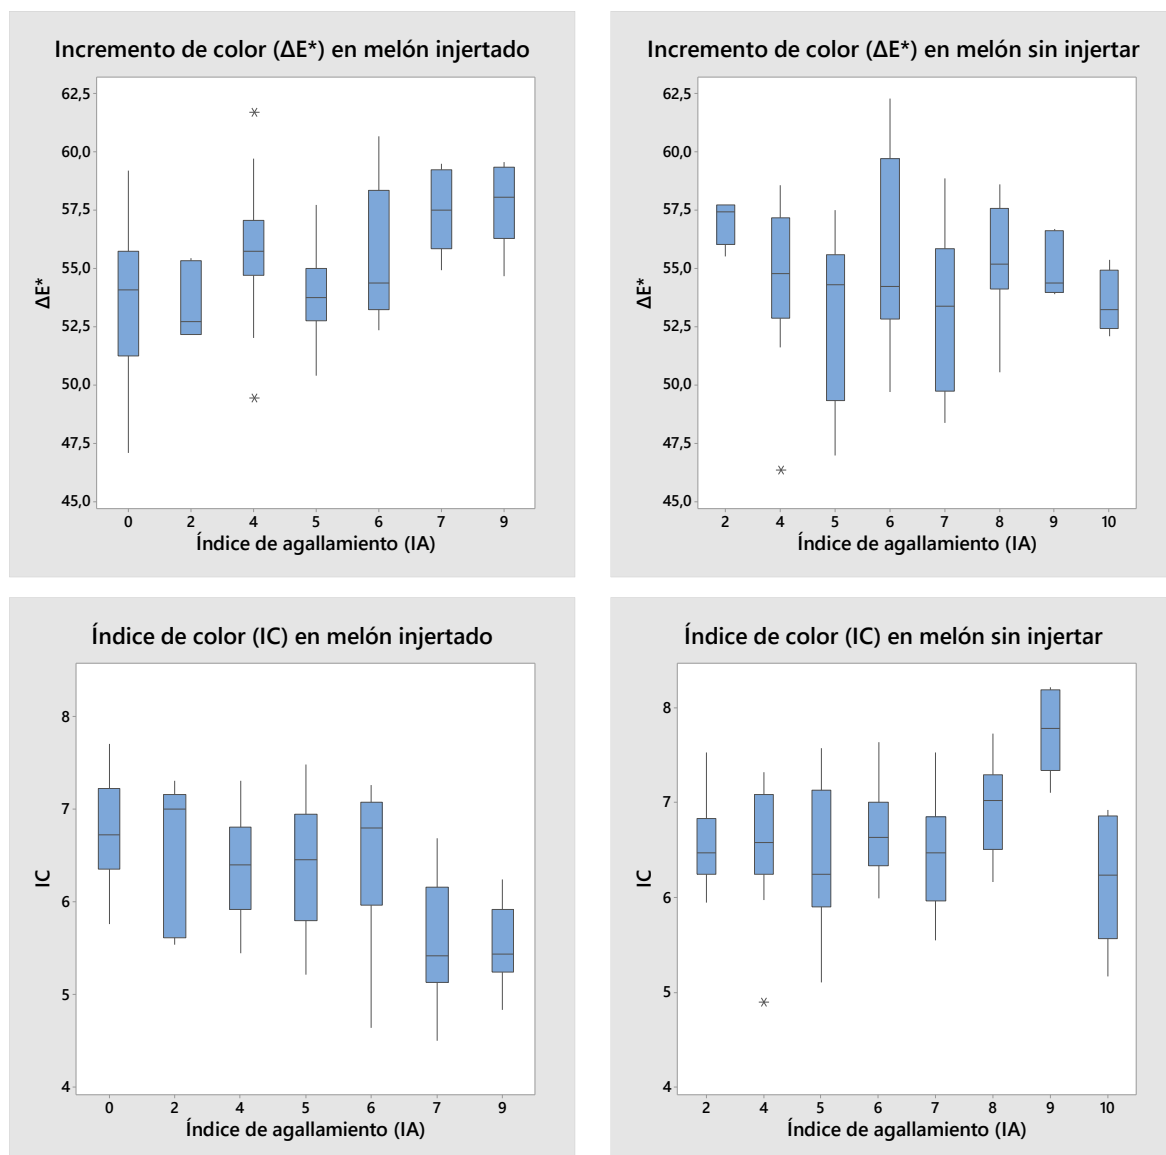 Incremento de color (ΔE*) en melón injertado
62,5
60,0
57,5
55,0
52,5
50,0
47,5
45,0
ΔE*
0 2 4 5 6 7 9
Índice de agallamiento (IA)
Incremento de color (ΔE*) en melón sin injertar
62,5
60,0
57,5
55,0
52,5
50,0
47,5
45,0
ΔE*
2 4 5 6 7 8 9 10
Índice de agallamiento (IA)
Índice de color (IC) en melón injertado
8
7
6
5
4
IC
0 2 4 5 6 7 9
Índice de agallamiento (IA)
Índice de color (IC) en melón sin injertar
8
7
6
5
4
IC
2 4 5 6 7 8 9 10
Índice de agallamiento (IA)